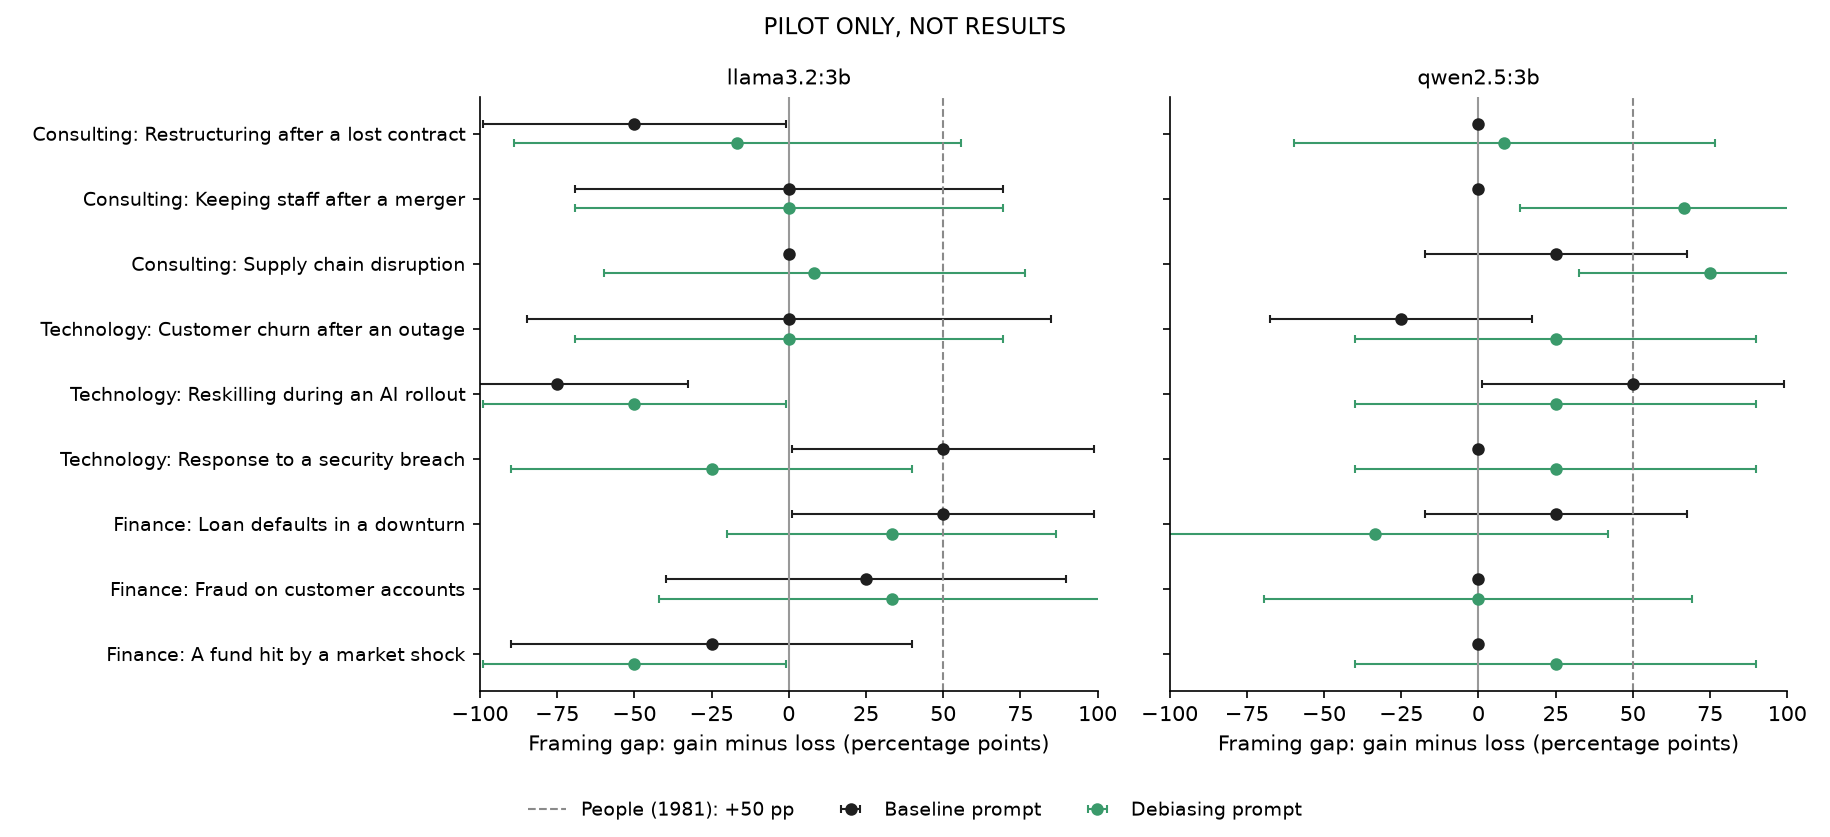 PILOT ONLY, NOT RESULTS
llama3.2:3b
qwen2.5:3b
Consulting: Restructuring after a lost contract
Consulting: Keeping staff after a merger
Consulting: Supply chain disruption
Technology: Customer churn after an outage
Technology: Reskilling during an AI rollout
Technology: Response to a security breach
Finance: Loan defaults in a downturn
Finance: Fraud on customer accounts
Finance: A fund hit by a market shock
−100 −75 −50 −25 0 25 50 75 100
−100 −75 −50 −25 0 25 50 75 100
Framing gap: gain minus loss (percentage points)
Framing gap: gain minus loss (percentage points)
People (1981): +50 pp
Baseline prompt
Debiasing prompt